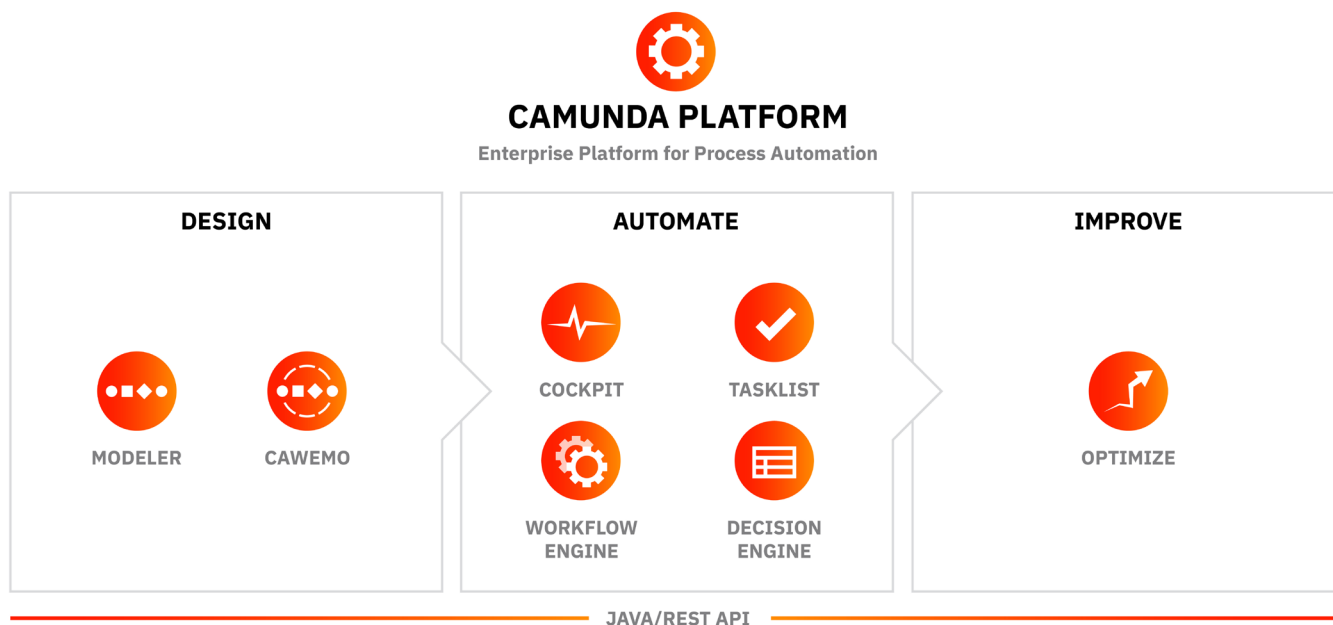 CAMUNDA PLATFORM
Enterprise Platform for Process Automation
DESIGN
MODELER
CAWEMO
AUTOMATE
COCKPIT
TASKLIST
WORKFLOW
ENGINE
DECISION
ENGINE
IMPROVE
OPTIMIZE
JAVA/REST API